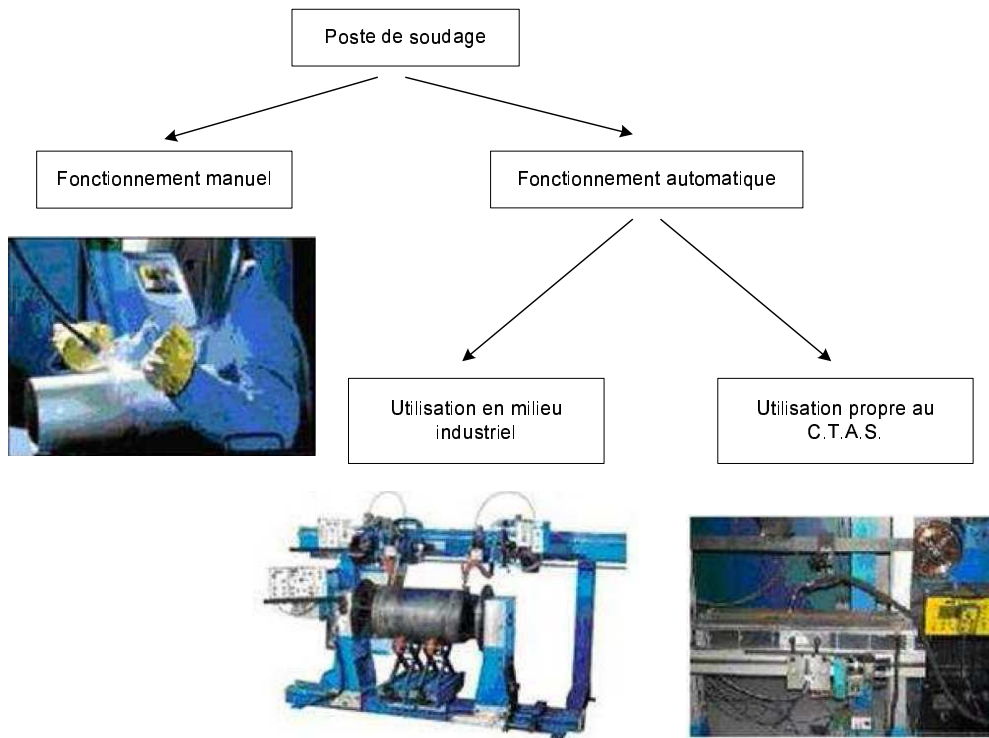 Poste de soudage
Fonctionnement manuel
Fonctionnement automatique
Utilisation en milieu
industriel
Utilisation propre au
C.T.A.S.